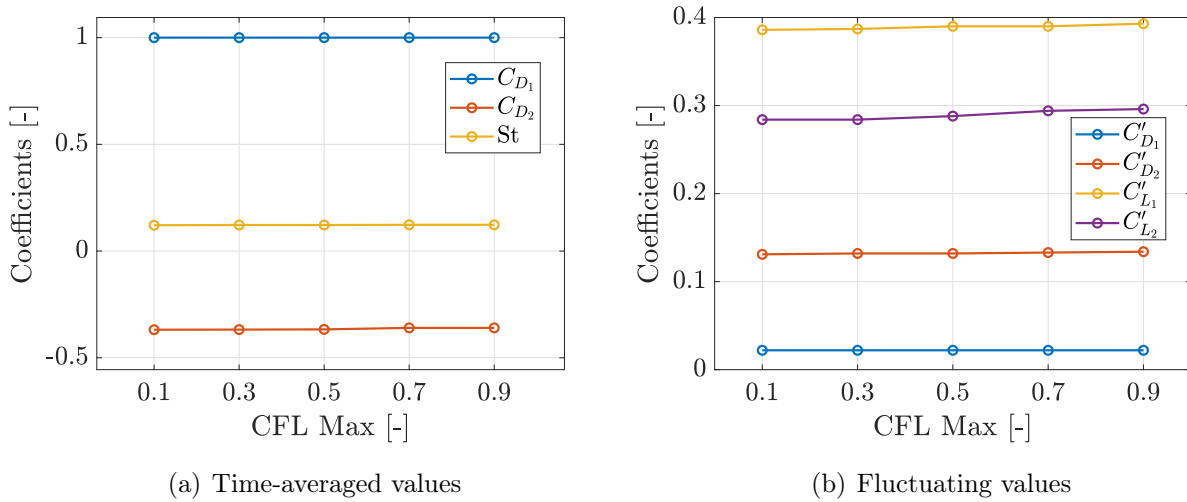 1
0.5
0
-0.5
Coefficients [-]
C_{D_1}
C_{D_2}
St
0.1 0.3 0.5 0.7 0.9
CFL Max [-]
(a) Time-averaged values
0.4
0.3
0.2
0.1
0
Coefficients [-]
C'_{D_1}
C'_{D_2}
C'_{L_1}
C'_{L_2}
0.1 0.3 0.5 0.7 0.9
CFL Max [-]
(b) Fluctuating values